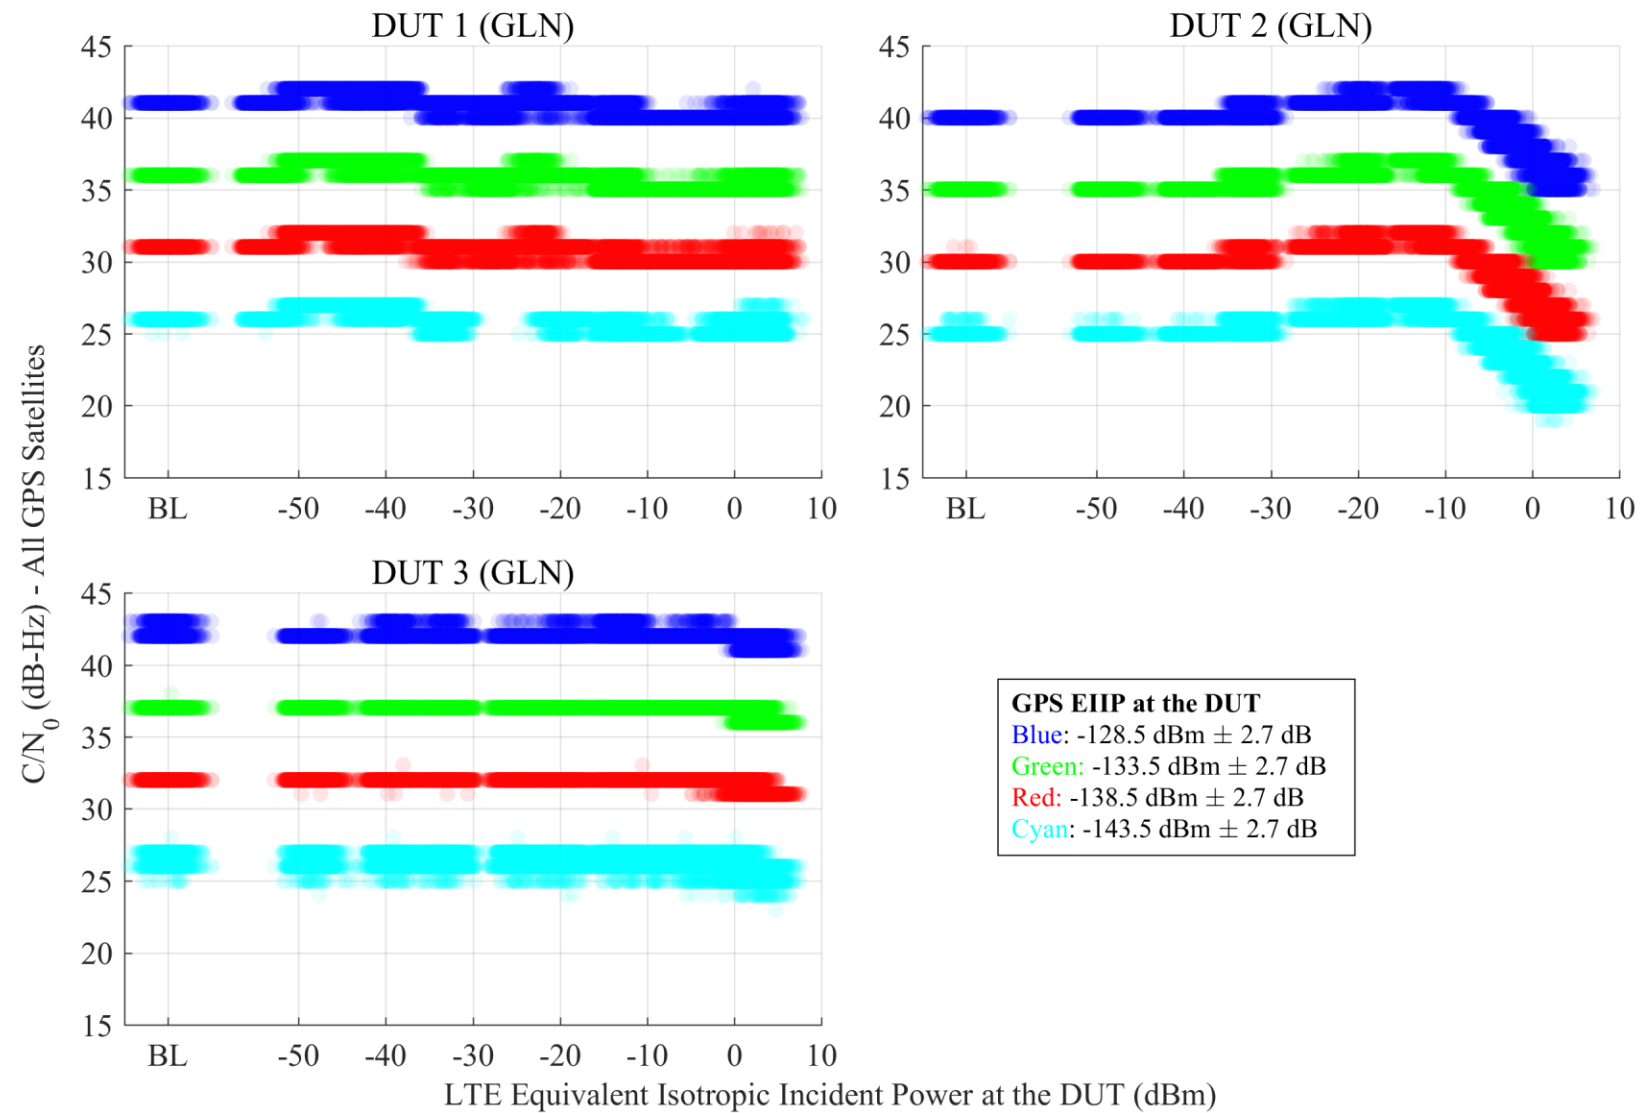 DUT 1 (GLN)
45
40
35
30
25
20
15
BL -50 -40 -30 -20 -10 0 10
DUT 2 (GLN)
45
40
35
30
25
20
15
BL -50 -40 -30 -20 -10 0 10
DUT 3 (GLN)
45
40
35
30
25
20
15
BL -50 -40 -30 -20 -10 0 10
C/N0 (dB-Hz) - All GPS Satellites
LTE Equivalent Isotropic Incident Power at the DUT (dBm)
GPS EIIP at the DUT
Blue: -128.5 dBm ± 2.7 dB
Green: -133.5 dBm ± 2.7 dB
Red: -138.5 dBm ± 2.7 dB
Cyan: -143.5 dBm ± 2.7 dB